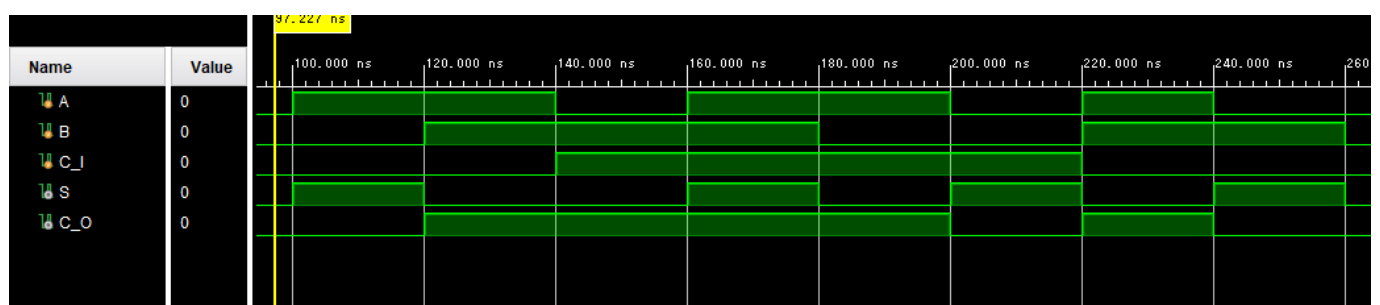 97.227 ns
Name Value
100.000 ns 120.000 ns 140.000 ns 160.000 ns 180.000 ns 200.000 ns 220.000 ns 240.000 ns 260
A 0
B 0
C_I 0
S 0
C_O 0